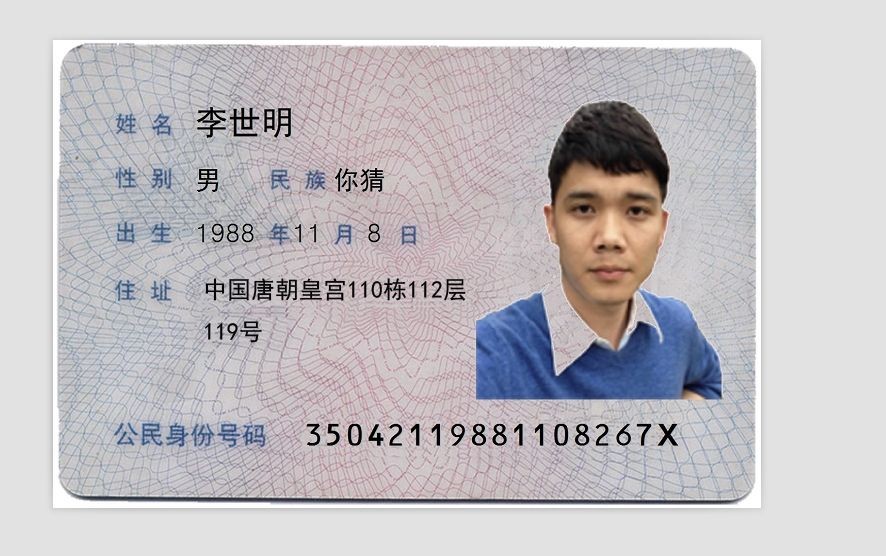 姓 名 李世明
性 别 男 民 族 你猜
出 生 1988 年 11 月 8 日
住 址 中国唐朝皇宫110栋112层
119号
公民身份号码 35042119881108267X